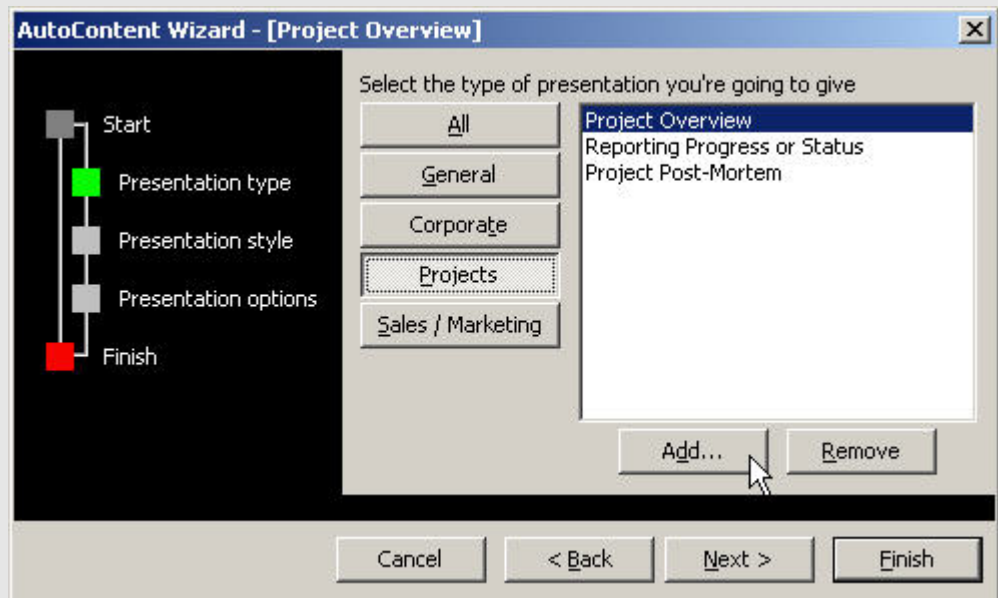 AutoContent Wizard - [Project Overview]
Select the type of presentation you're going to give
Start
Presentation type
Presentation style
Presentation options
Finish
All
General
Corporate
Projects
Sales / Marketing
Project Overview
Reporting Progress or Status
Project Post-Mortem
Add...
Remove
Cancel
< Back
Next >
Finish